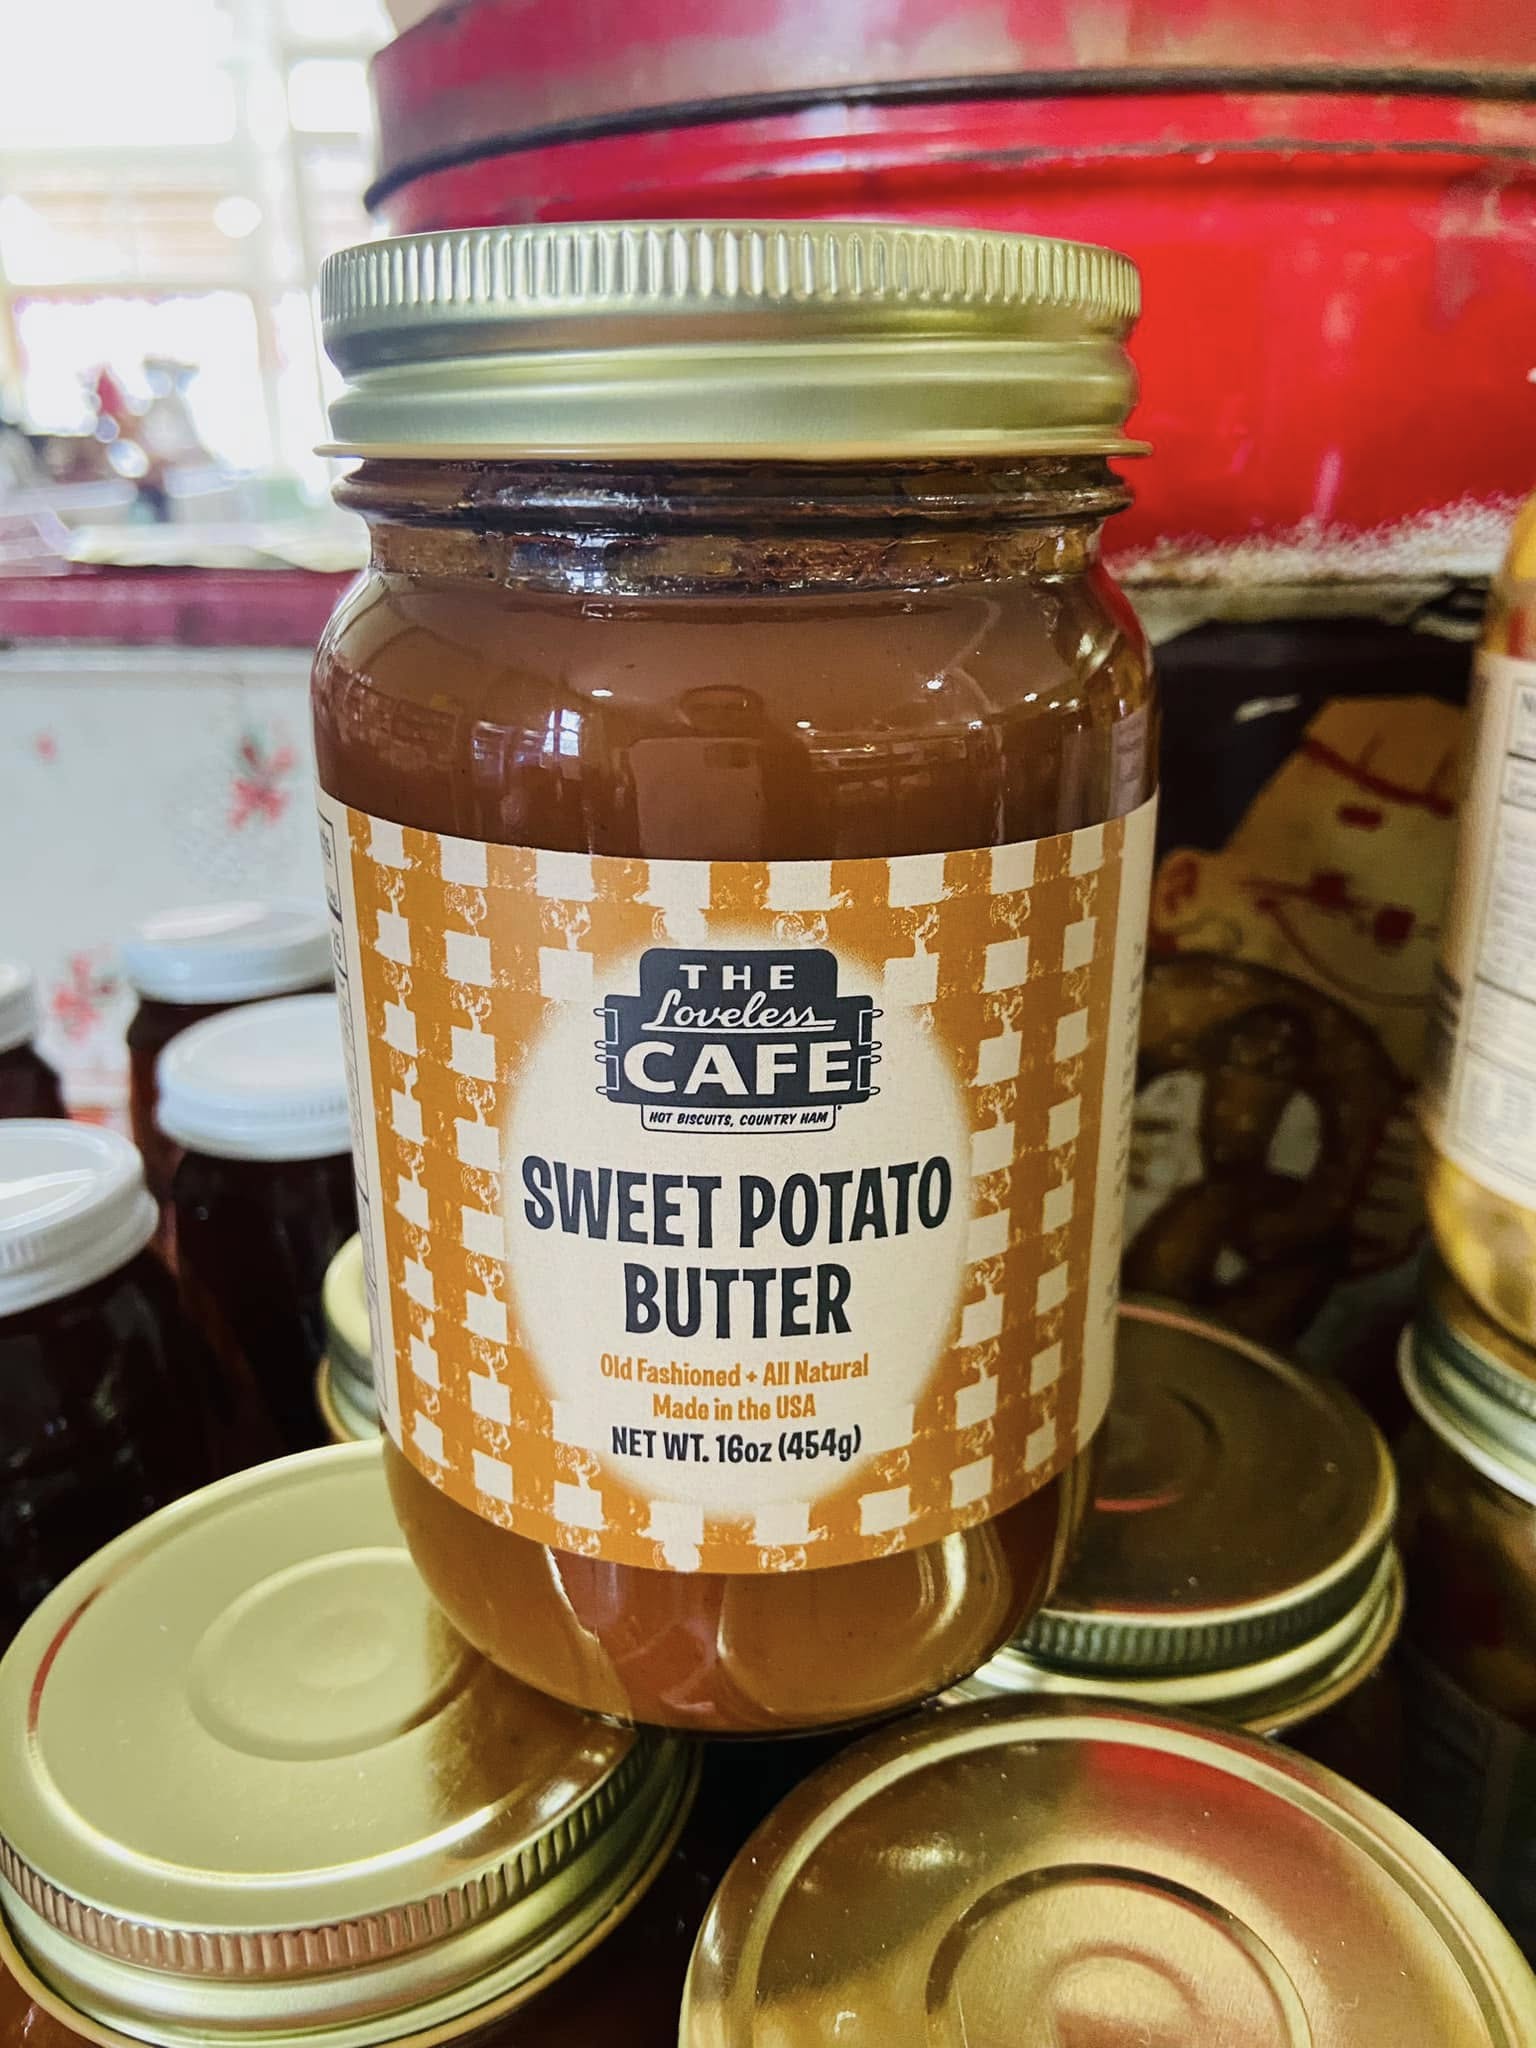 THE
Loveless
CAFE
HOT BISCUITS, COUNTRY HAM
SWEET POTATO
BUTTER
Old Fashioned + All Natural
Made in the USA
NET WT. 16oz (454g)